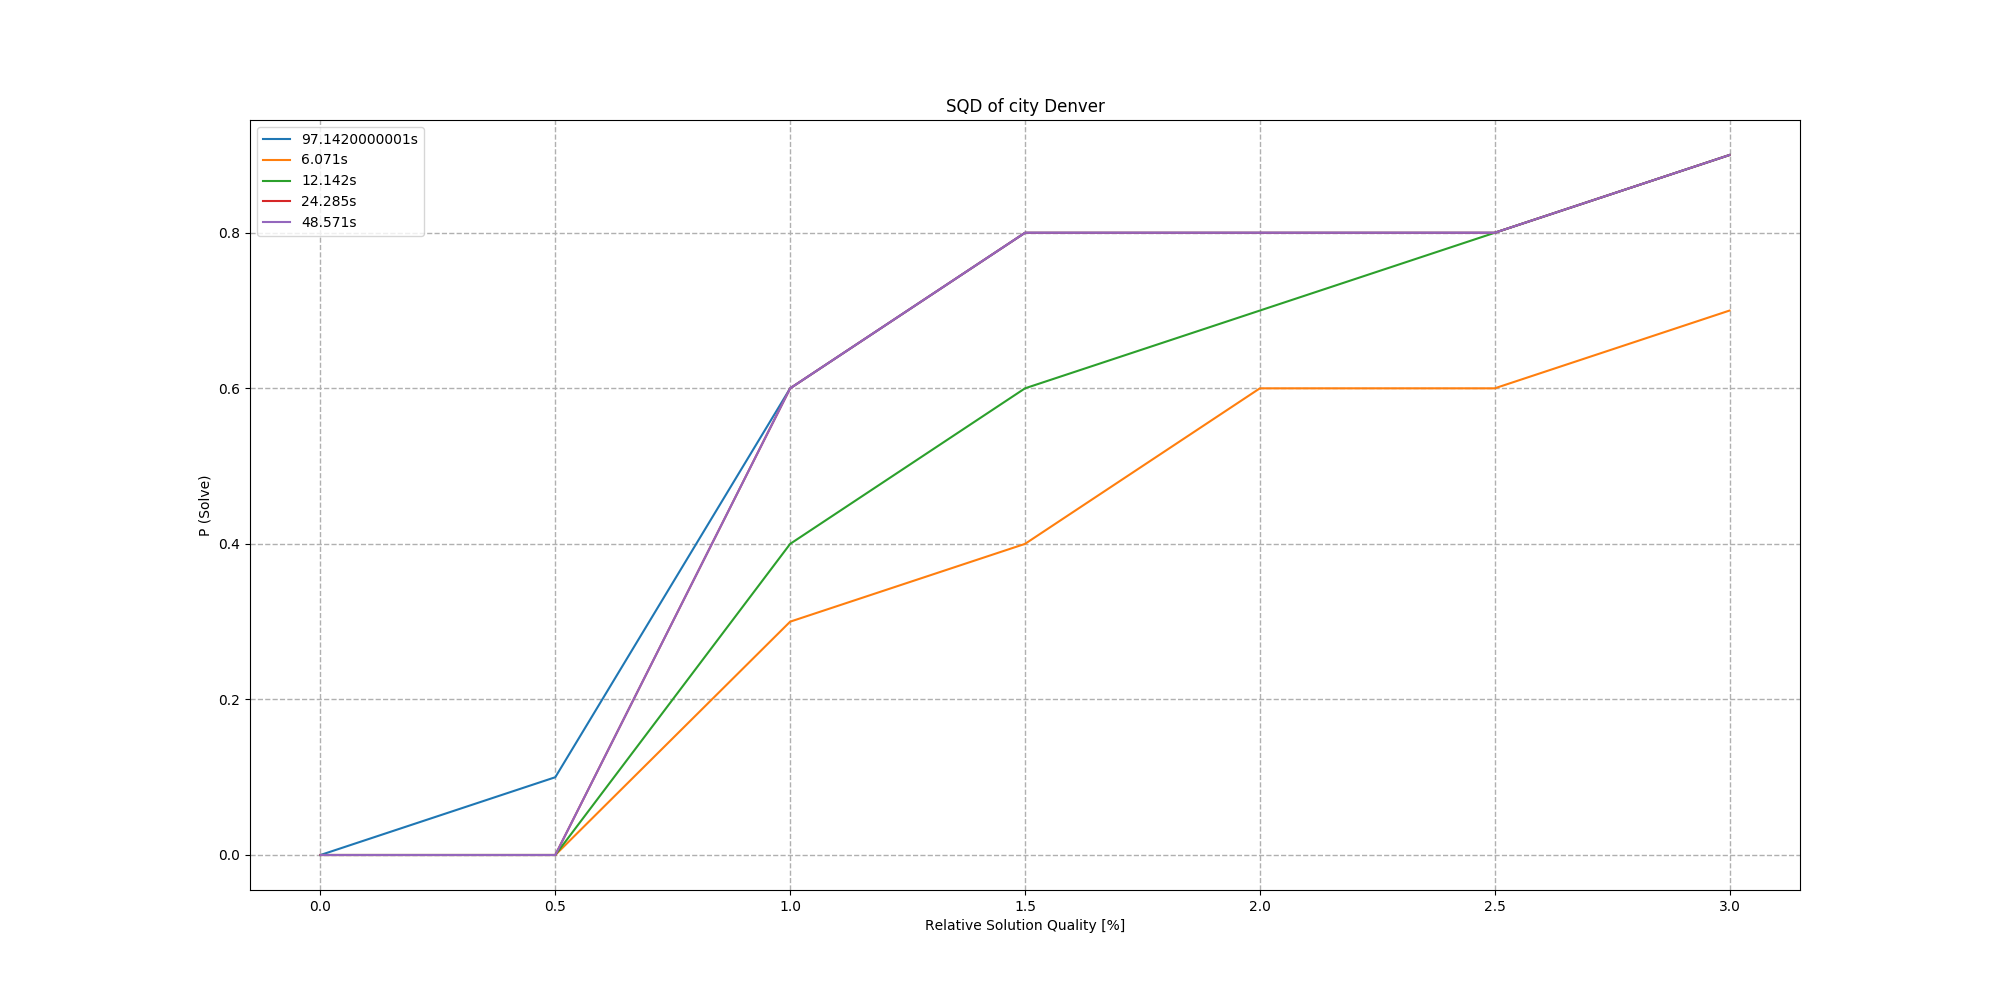 SQD of city Denver
97.1420000001s
6.071s
12.142s
24.285s
48.571s
0.8
0.6
0.4
0.2
0.0
P (Solve)
0.0 0.5 1.0 1.5 2.0 2.5 3.0
Relative Solution Quality [%]